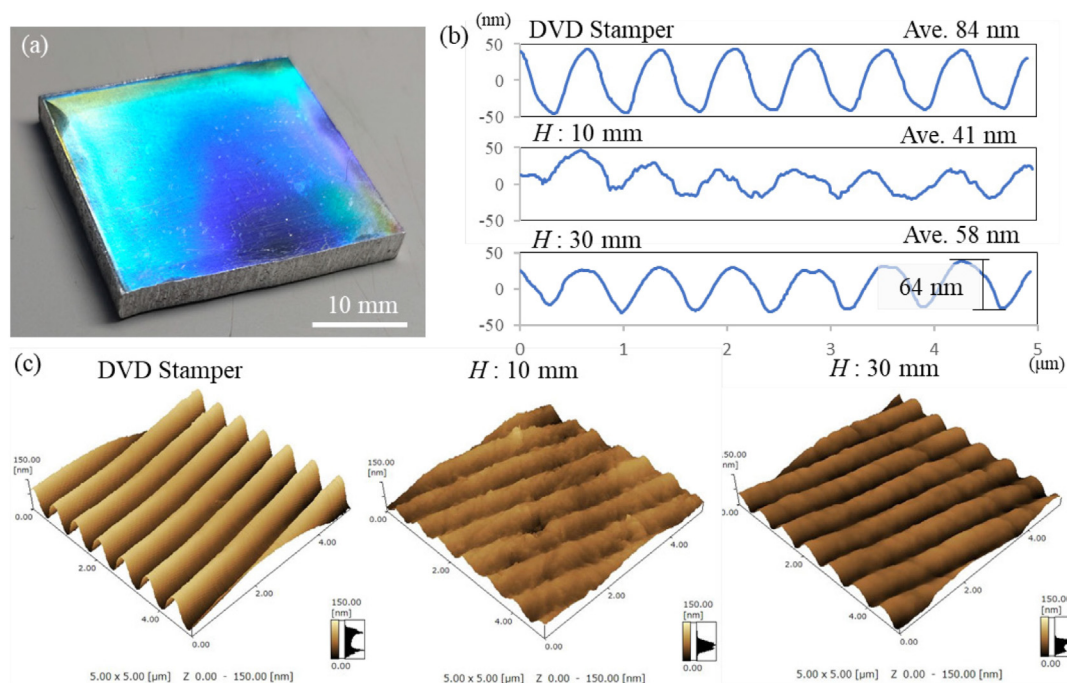 (a)
10 mm
(b)
(nm)
DVD Stamper
Ave. 84 nm
50
0
-50
H : 10 mm
Ave. 41 nm
50
0
-50
H : 30 mm
Ave. 58 nm
50
0
-50
64 nm
0
1
2
3
4
5
(μm)
(c)
DVD Stamper
150.00
[nm]
0.00
2.00
4.00
0.00
2.00
4.00
150.00
[nm]
0.00
5.00 x 5.00 [μm] Z 0.00 - 150.00 [nm]
H : 10 mm
150.00
[nm]
0.00
2.00
4.00
0.00
2.00
4.00
150.00
[nm]
0.00
5.00 x 5.00 [μm] Z 0.00 - 150.00 [nm]
H : 30 mm
150.00
[nm]
0.00
2.00
4.00
0.00
2.00
4.00
150.00
[nm]
0.00
5.00 x 5.00 [μm] Z 0.00 - 150.00 [nm]